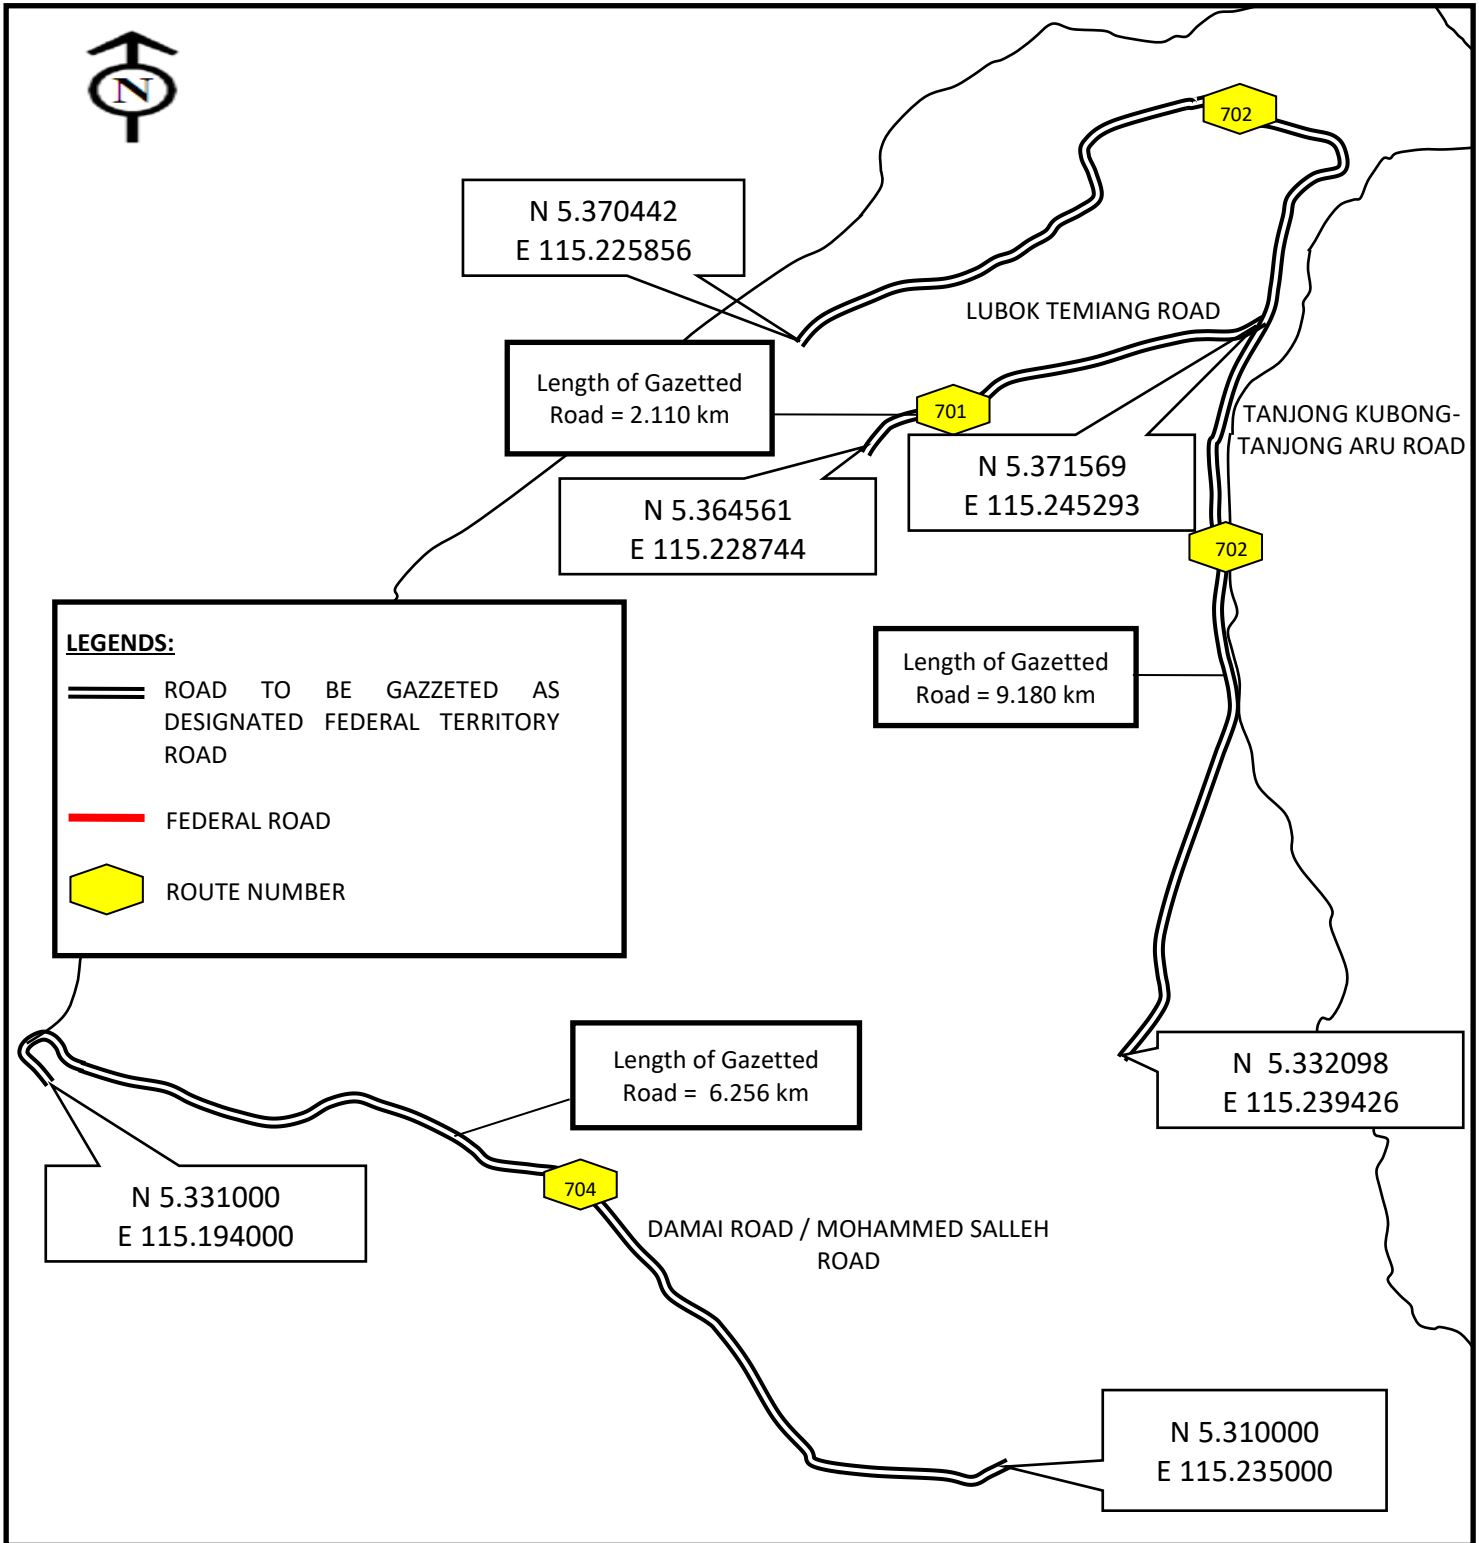 N
702
N 5.370442
E 115.225856
LUBOK TEMIANG ROAD
Length of Gazetted
Road = 2.110 km
701
TANJONG KUBONG-
TANJONG ARU ROAD
N 5.371569
E 115.245293
N 5.364561
E 115.228744
702
LEGENDS:
ROAD TO BE GAZZETED AS
DESIGNATED FEDERAL TERRITORY
ROAD
FEDERAL ROAD
ROUTE NUMBER
Length of Gazetted
Road = 9.180 km
Length of Gazetted
Road = 6.256 km
N 5.332098
E 115.239426
N 5.331000
E 115.194000
704
DAMAI ROAD / MOHAMMED SALLEH
ROAD
N 5.310000
E 115.235000